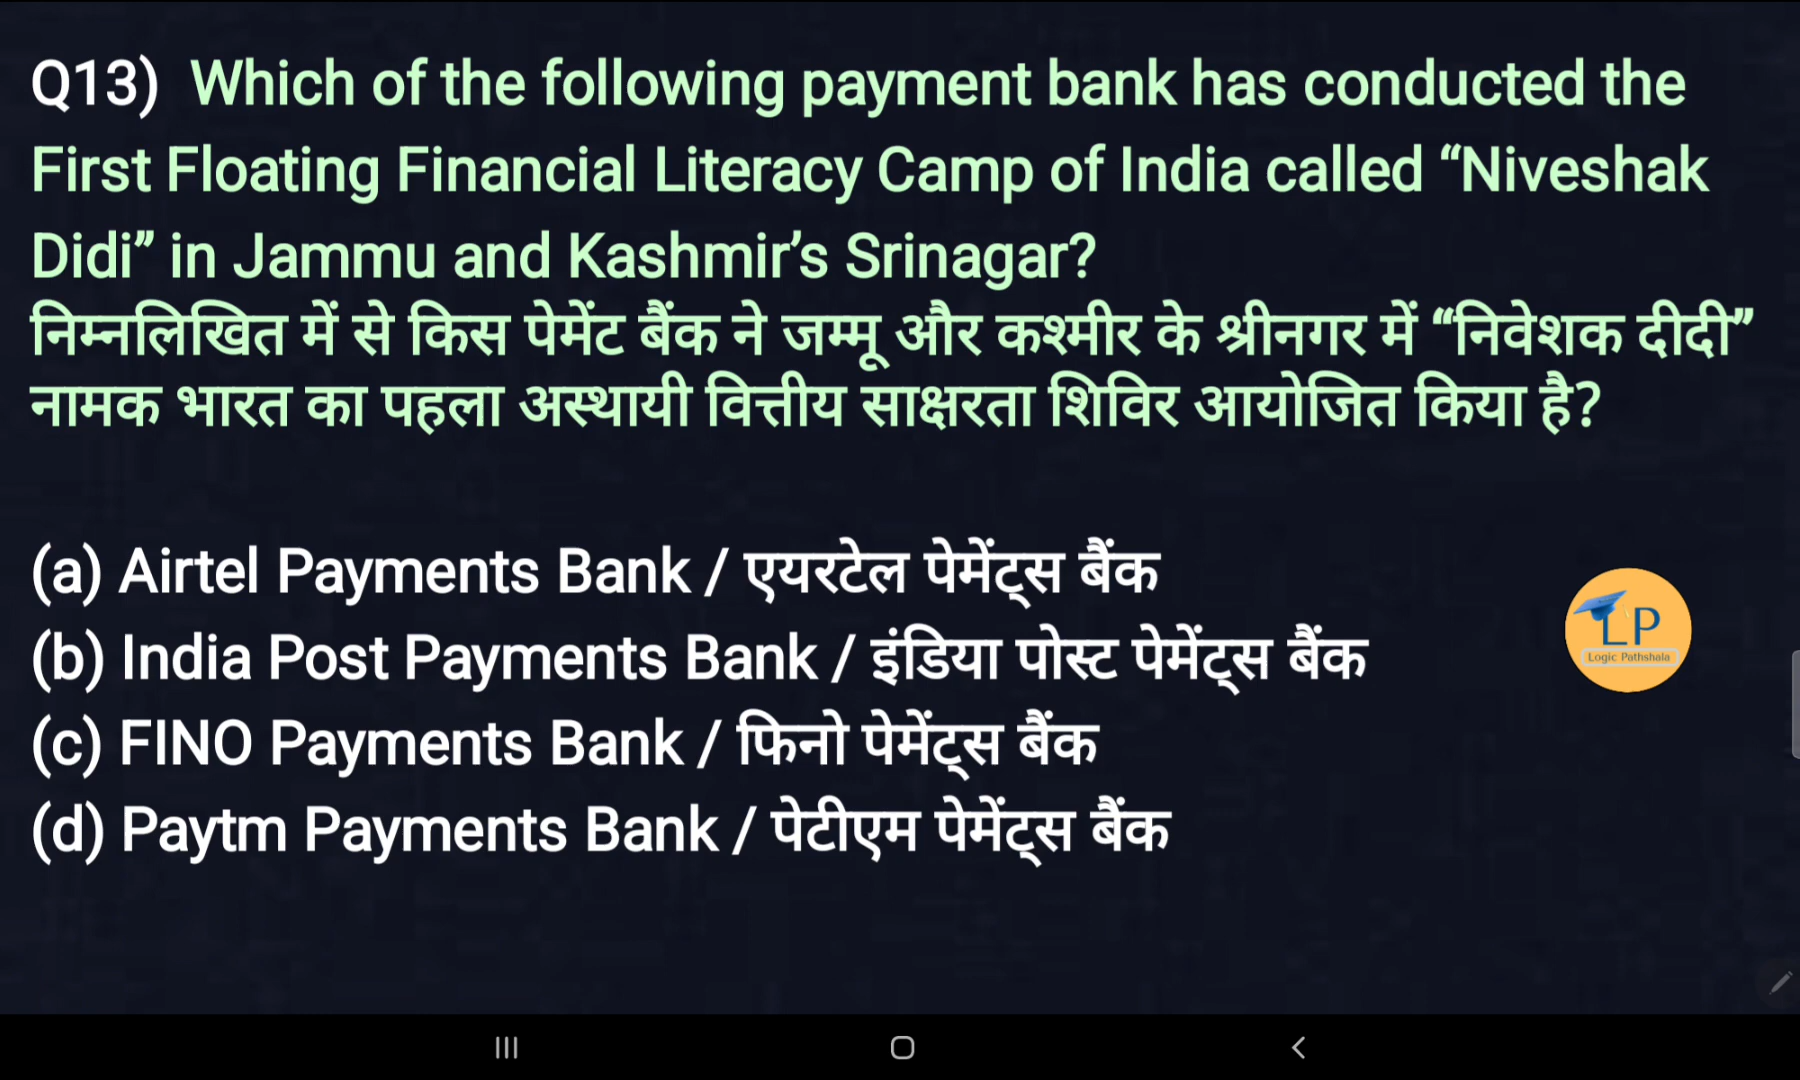 Q13) Which of the following payment bank has conducted the
First Floating Financial Literacy Camp of India called “Niveshak
Didi” in Jammu and Kashmir’s Srinagar?
निम्नलिखित में से किस पेमेंट बैंक ने जम्मू और कश्मीर के श्रीनगर में “निवेशक दीदी”
नामक भारत का पहला अस्थायी वित्तीय साक्षरता शिविर आयोजित किया है?
(a) Airtel Payments Bank / एयरटेल पेमेंट्स बैंक
(b) India Post Payments Bank / इंडिया पोस्ट पेमेंट्स बैंक
(c) FINO Payments Bank / फिनो पेमेंट्स बैंक
(d) Paytm Payments Bank / पेटीएम पेमेंट्स बैंक
LP
Logic Pathshala